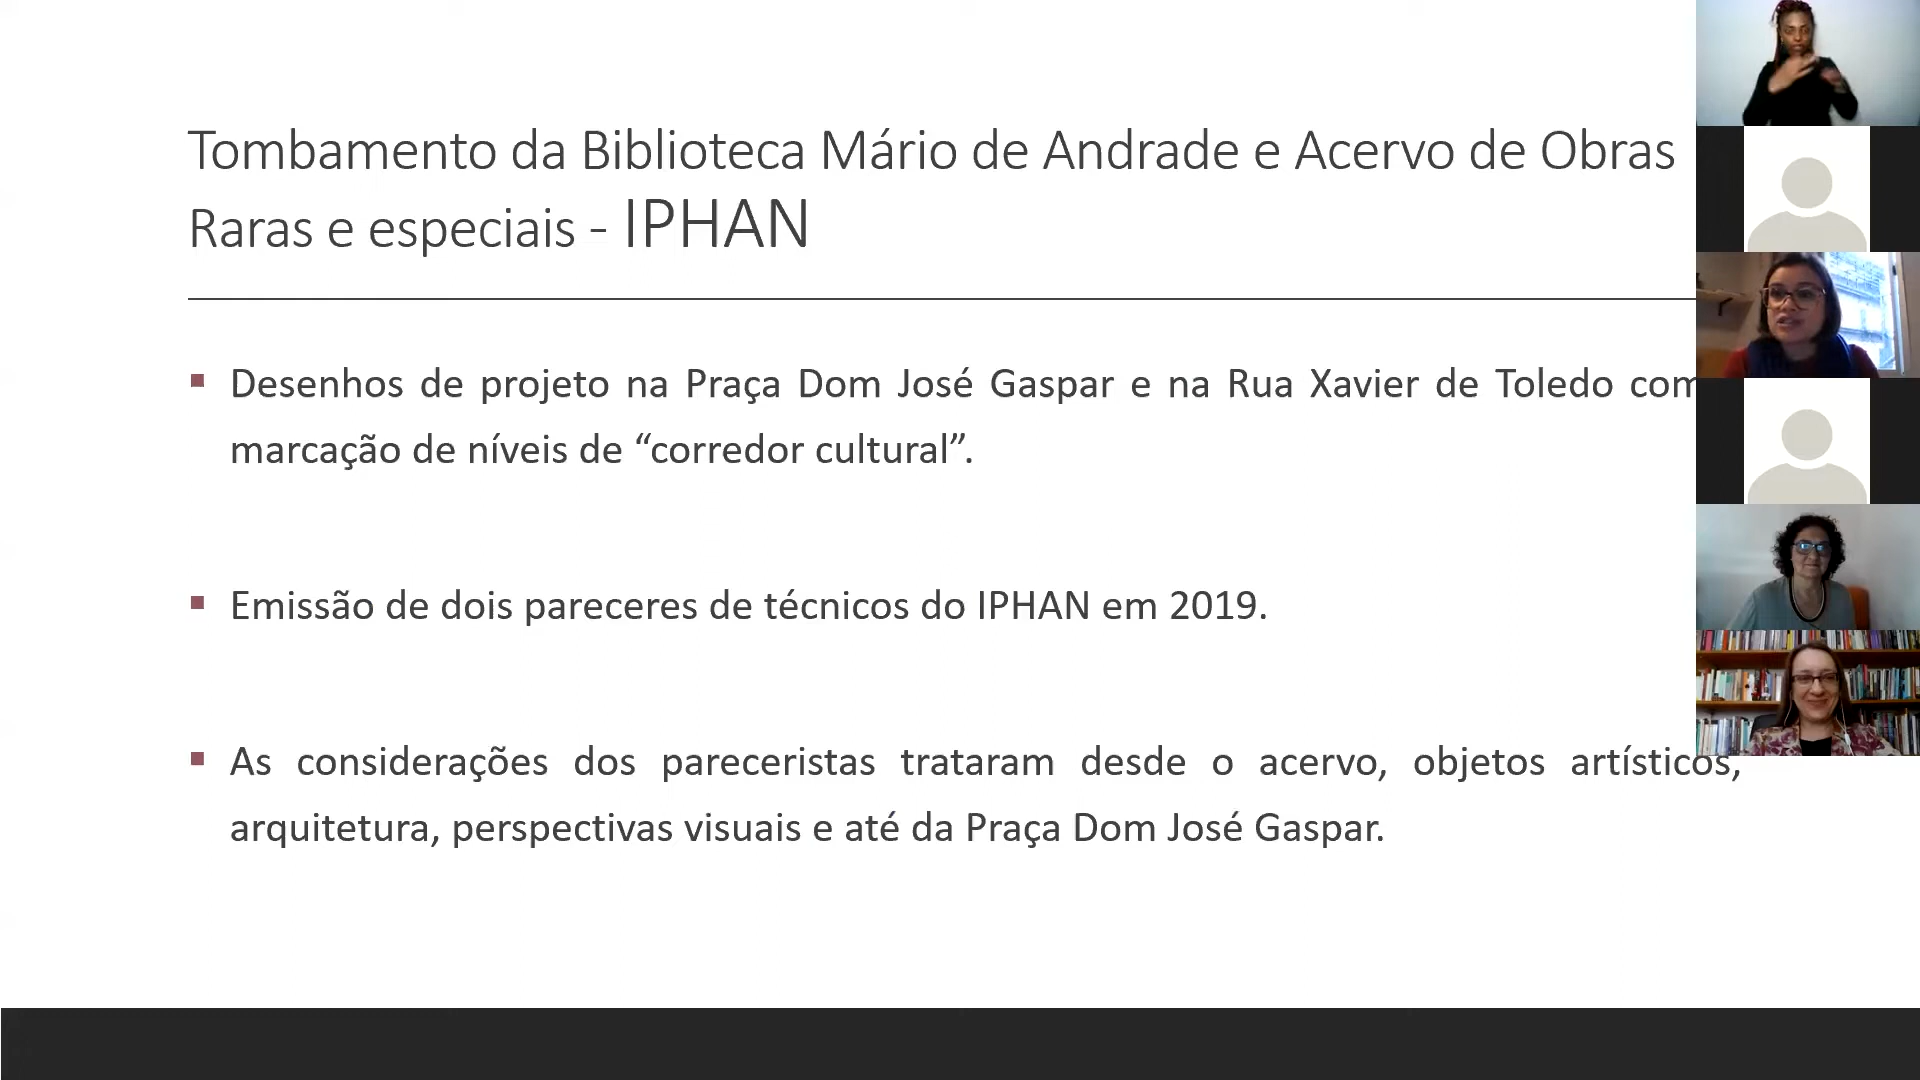 Tombamento da Biblioteca Mário de Andrade e Acervo de Obras
Raras e especiais - IPHAN
Desenhos de projeto na Praça Dom José Gaspar e na Rua Xavier de Toledo com
marcação de níveis de “corredor cultural”.
Emissão de dois pareceres de técnicos do IPHAN em 2019.
As considerações dos pareceristas trataram desde o acervo, objetos artísticos,
arquitetura, perspectivas visuais e até da Praça Dom José Gaspar.